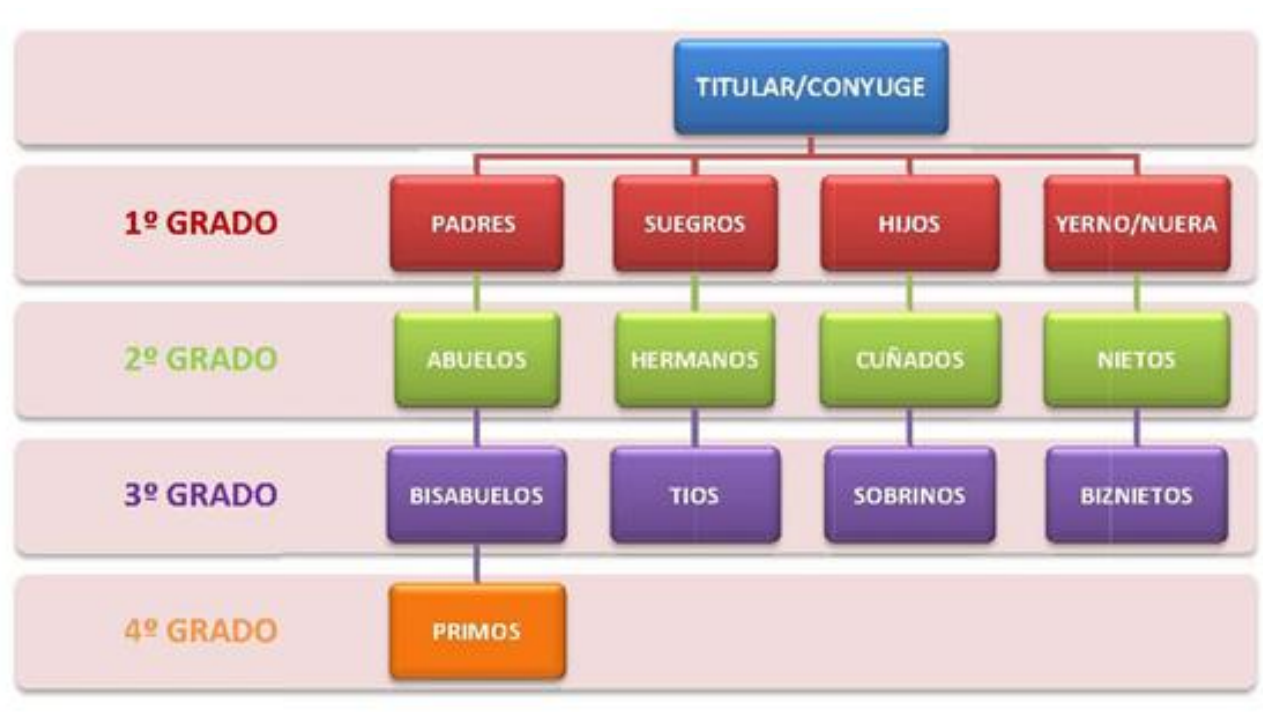 TITULAR/CONYUGE
1º GRADO
PADRES
SUEGROS
HIJOS
YERNO/NUERA
2º GRADO
ABUELOS
HERMANOS
CUÑADOS
NIETOS
3º GRADO
BISABUELOS
TIOS
SOBRINOS
BIZNIETOS
4º GRADO
PRIMOS